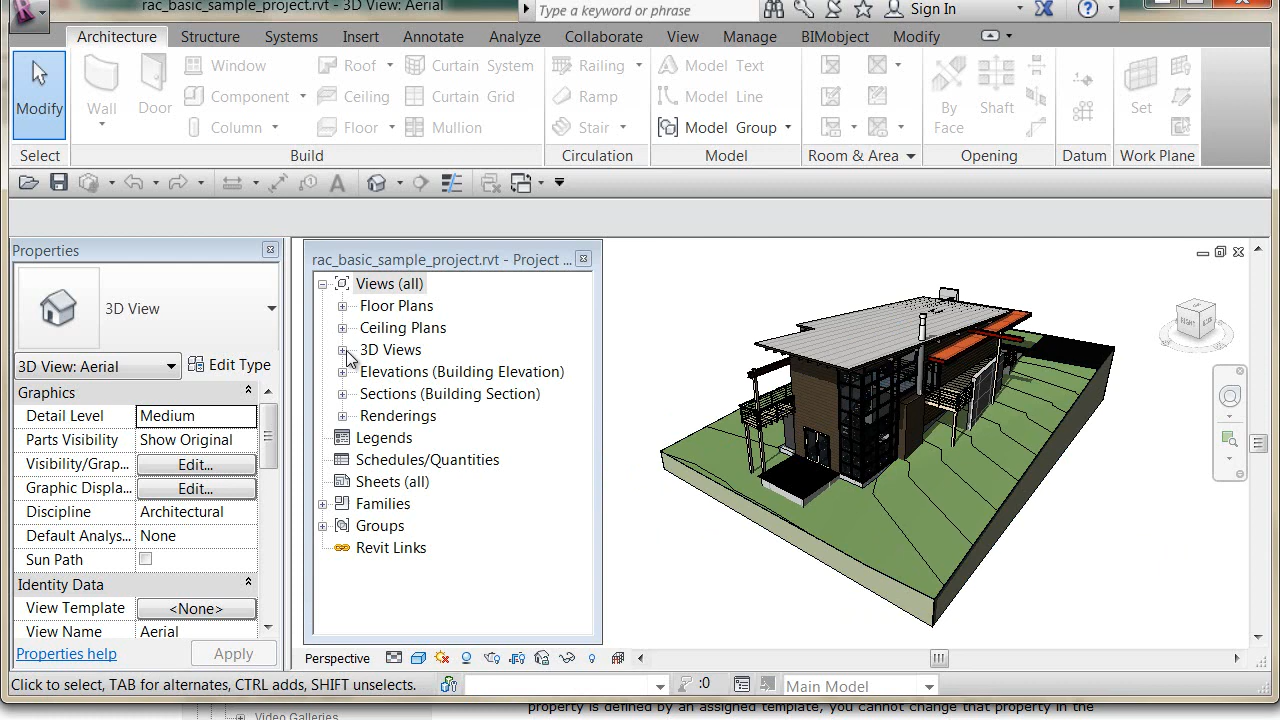 rac_basic_sample_project.rvt - 3D View: Aerial
Type a keyword or phrase
Sign In
Architecture Structure Systems Insert Annotate Analyze Collaborate View Manage BIMobject Modify
Modify
Wall
Door
Window
Component
Column
Roof
Ceiling
Floor
Curtain System
Curtain Grid
Mullion
Railing
Ramp
Stair
Model Text
Model Line
Model Group
By Face
Shaft
Set
Select Build Circulation Model Room & Area Opening Datum Work Plane
Properties
3D View
3D View: Aerial Edit Type
Graphics
Detail Level Medium
Parts Visibility Show Original
Visibility/Grap... Edit...
Graphic Displa... Edit...
Discipline Architectural
Default Analys... None
Sun Path
Identity Data
View Template <None>
View Name Aerial
Properties help Apply
rac_basic_sample_project.rvt - Project ...
Views (all)
Floor Plans
Ceiling Plans
3D Views
Elevations (Building Elevation)
Sections (Building Section)
Renderings
Legends
Schedules/Quantities
Sheets (all)
Families
Groups
Revit Links
RIGHT BACK
Perspective
Click to select, TAB for alternates, CTRL adds, SHIFT unselects.
:0
Main Model
Video Galleries
property is defined by an assigned template, you cannot change that property in the